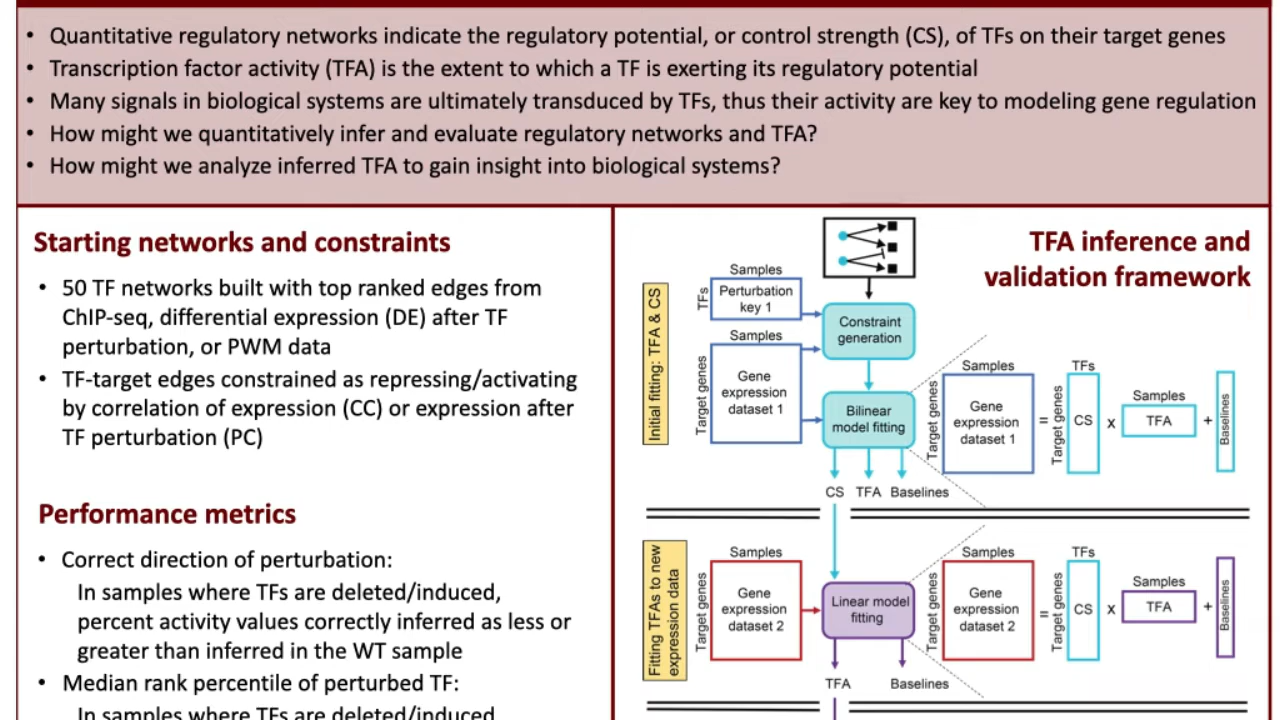 • Quantitative regulatory networks indicate the regulatory potential, or control strength (CS), of TFs on their target genes
• Transcription factor activity (TFA) is the extent to which a TF is exerting its regulatory potential
• Many signals in biological systems are ultimately transduced by TFs, thus their activity are key to modeling gene regulation
• How might we quantitatively infer and evaluate regulatory networks and TFA?
• How might we analyze inferred TFA to gain insight into biological systems?
Starting networks and constraints
• 50 TF networks built with top ranked edges from
ChIP-seq, differential expression (DE) after TF
perturbation, or PWM data
• TF-target edges constrained as repressing/activating
by correlation of expression (CC) or expression after
TF perturbation (PC)
Performance metrics
• Correct direction of perturbation:
In samples where TFs are deleted/induced,
percent activity values correctly inferred as less or
greater than inferred in the WT sample
• Median rank percentile of perturbed TF:
In samples where TFs are deleted/induced
TFA inference and
validation framework
Initial fitting: TFA & CS
Samples
TFs
Perturbation
key 1
Samples
Target genes
Gene
expression
dataset 1
Constraint
generation
Bilinear
model fitting
Samples
Target genes
Gene
expression
dataset 1
=
TFs
Target genes
CS
x
Samples
TFA
+
Baselines
CS TFA Baselines
Fitting TFAs to new
expression data
Samples
Target genes
Gene
expression
dataset 2
Linear model
fitting
Samples
Target genes
Gene
expression
dataset 2
=
TFs
Target genes
CS
x
Samples
TFA
+
Baselines
TFA Baselines